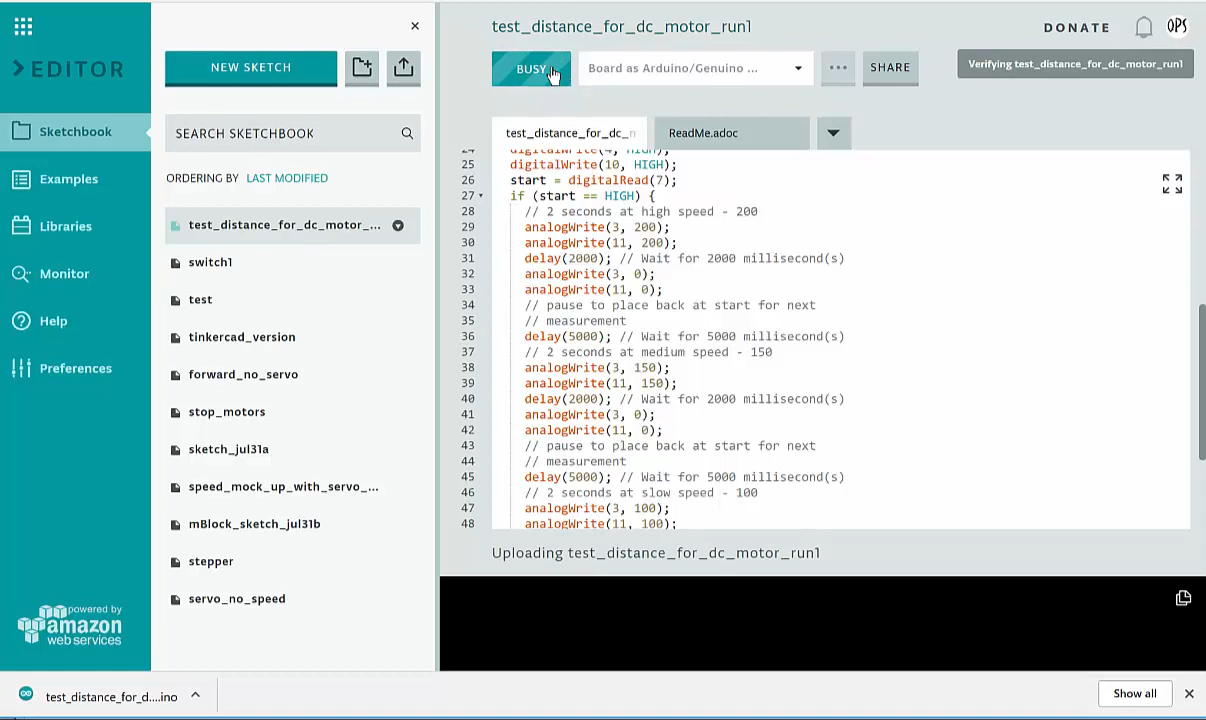 EDITOR
Sketchbook
Examples
Libraries
Monitor
Help
Preferences
powered by
amazon
web services
×
NEW SKETCH
SEARCH SKETCHBOOK
ORDERING BY LAST MODIFIED
test_distance_for_dc_motor_...
switch1
test
tinkercad_version
forward_no_servo
stop_motors
sketch_jul31a
speed_mock_up_with_servo_...
mBlock_sketch_jul31b
stepper
servo_no_speed
test_distance_for_dc_motor_run1
DONATE
OPS
BUSY
Board as Arduino/Genuino ...
SHARE
Verifying test_distance_for_dc_motor_run1
test_distance_for_dc_n
ReadMe.adoc
24 digitalWrite(4, HIGH);
25 digitalWrite(10, HIGH);
26 start = digitalRead(7);
27 if (start == HIGH) {
28 // 2 seconds at high speed - 200
29 analogWrite(3, 200);
30 analogWrite(11, 200);
31 delay(2000); // Wait for 2000 millisecond(s)
32 analogWrite(3, 0);
33 analogWrite(11, 0);
34 // pause to place back at start for next
35 // measurement
36 delay(5000); // Wait for 5000 millisecond(s)
37 // 2 seconds at medium speed - 150
38 analogWrite(3, 150);
39 analogWrite(11, 150);
40 delay(2000); // Wait for 2000 millisecond(s)
41 analogWrite(3, 0);
42 analogWrite(11, 0);
43 // pause to place back at start for next
44 // measurement
45 delay(5000); // Wait for 5000 millisecond(s)
46 // 2 seconds at slow speed - 100
47 analogWrite(3, 100);
48 analogWrite(11, 100);
Uploading test_distance_for_dc_motor_run1
test_distance_for_d....ino
Show all
×